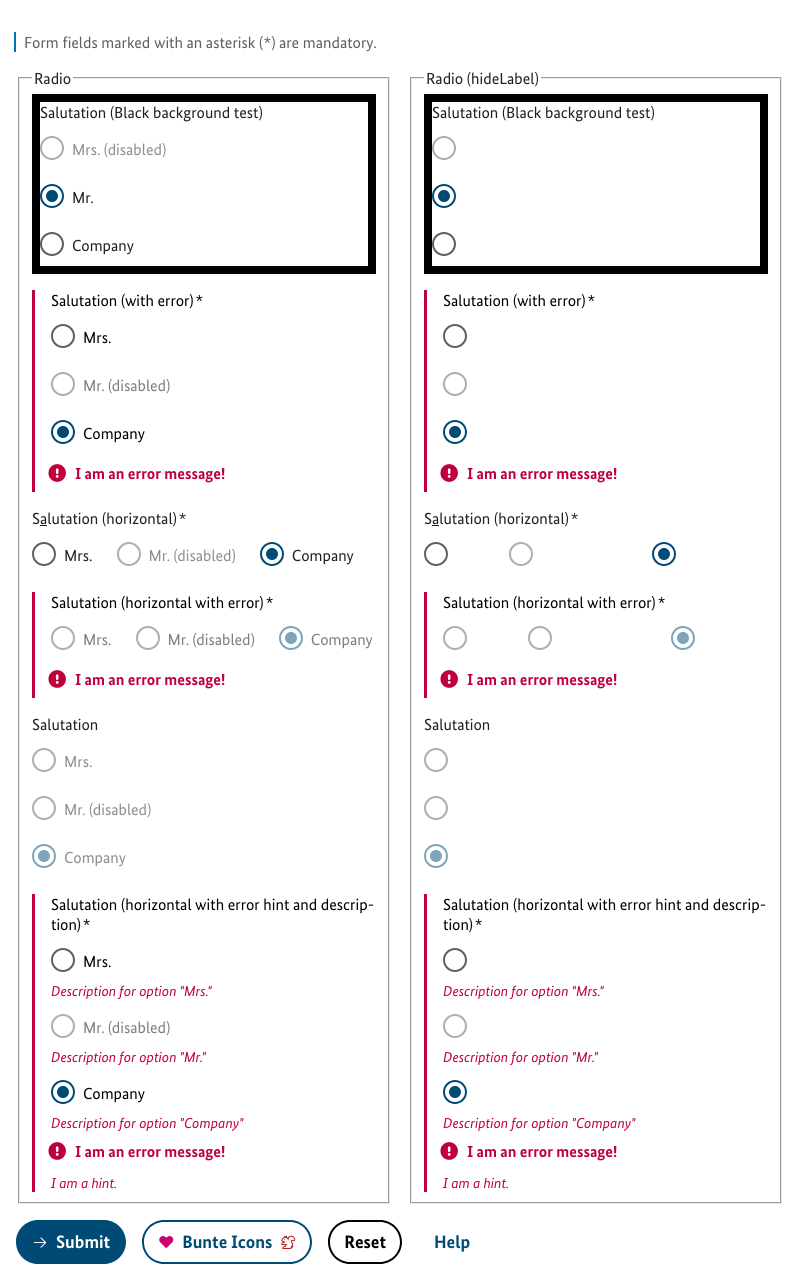 Form fields marked with an asterisk (*) are mandatory.
Radio
Salutation (Black background test)
Mrs. (disabled)
Mr.
Company
Salutation (with error)*
Mrs.
Mr. (disabled)
Company
I am an error message!
Salutation (horizontal)*
Mrs. Mr. (disabled) Company
Salutation (horizontal with error)*
Mrs. Mr. (disabled) Company
I am an error message!
Salutation
Mrs.
Mr. (disabled)
Company
Salutation (horizontal with error hint and descrip-
tion)*
Mrs.
Description for option "Mrs."
Mr. (disabled)
Description for option "Mr."
Company
Description for option "Company"
I am an error message!
I am a hint.
Radio (hideLabel)
Salutation (Black background test)
Salutation (with error)*
I am an error message!
Salutation (horizontal)*
Salutation (horizontal with error)*
I am an error message!
Salutation
Salutation (horizontal with error hint and descrip-
tion)*
Description for option "Mrs."
Description for option "Mr."
Description for option "Company"
I am an error message!
I am a hint.
Submit Bunte Icons Reset Help